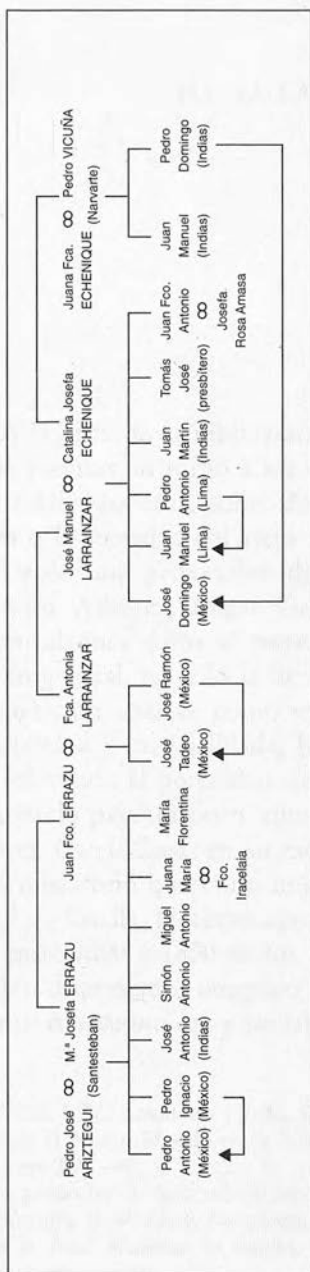 Pedro José ∞ M.ª Josefa ERRAZU
ARIZTEGUI (Santesteban)
Juan Fco. ERRAZU ∞ Fca. Antonia
LARRAINZAR
José Manuel ∞ Catalina Josefa
LARRAINZAR ECHENIQUE
Juana Fca. ∞ Pedro VICUÑA
ECHENIQUE (Narvarte)
Pedro
Antonio
(México)
Pedro
Ignacio
(México)
José
Antonio
(Indias)
Simón
Antonio
Miguel
Antonio
Juana
María
∞
Fco.
Iracelaia
María
Florentina
José
Tadeo
(México)
José Ramón
(México)
José
Domingo
(México)
Juan
Manuel
(Lima)
Pedro
Antonio
(Lima)
Juan
Martín
(Indias)
Tomás
José
(presbítero)
Juan Fco.
Antonio
∞
Josefa
Rosa Amasa
Juan
Manuel
(Indias)
Pedro
Domingo
(Indias)